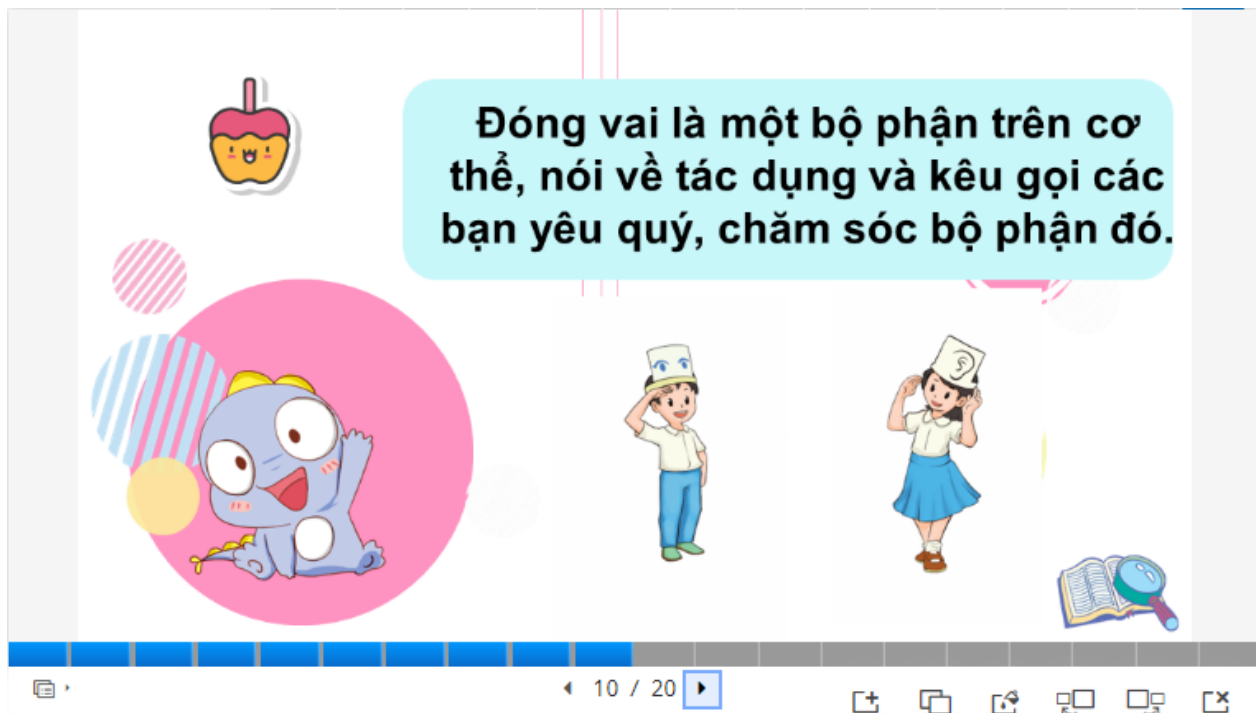 Đóng vai là một bộ phận trên cơ
thể, nói về tác dụng và kêu gọi các
bạn yêu quý, chăm sóc bộ phận đó.
10 / 20